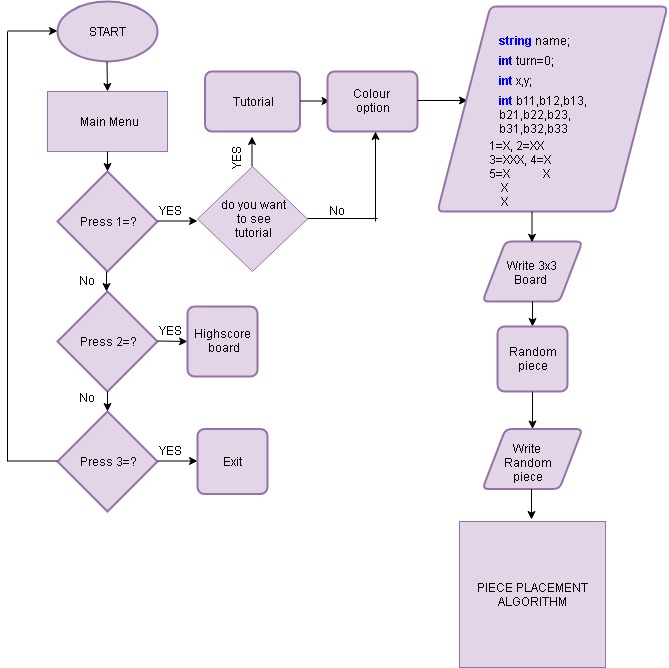 START
Main Menu
Press 1=?
YES
No
Press 2=?
YES
Highscore
board
No
Press 3=?
YES
Exit
do you want
to see
tutorial
YES
No
Tutorial
Colour
option
string name;
int turn=0;
int x,y;
int b11,b12,b13,
b21,b22,b23,
b31,b32,b33
1=X, 2=XX
3=XXX, 4=X
5=X X
X
X
Write 3x3
Board
Random
piece
Write
Random
piece
PIECE PLACEMENT
ALGORITHM